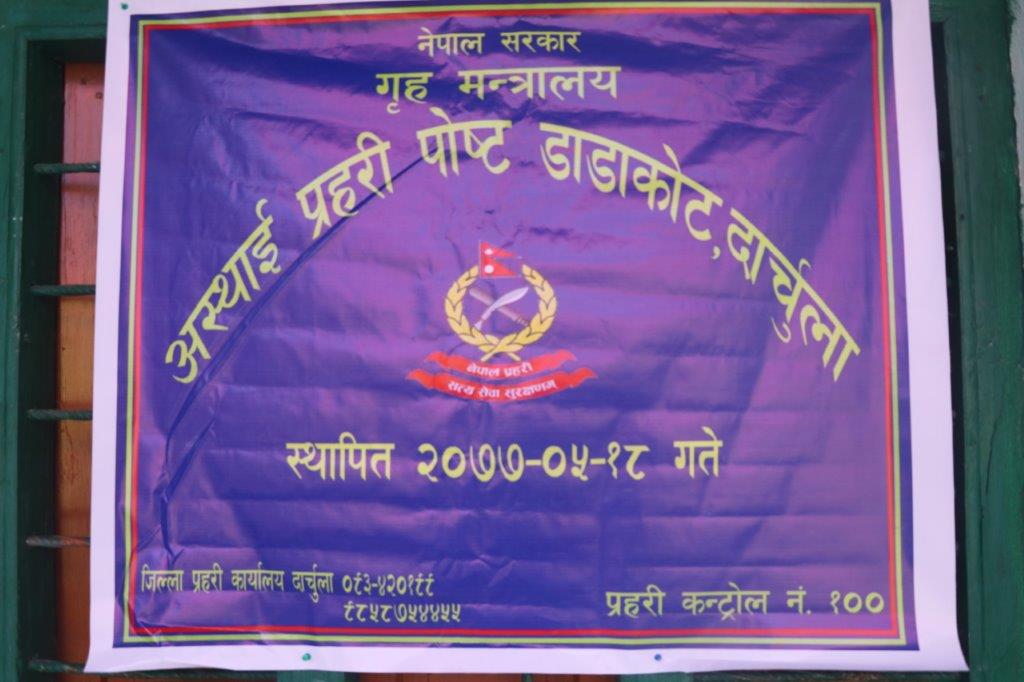 नेपाल सरकार
गृह मन्त्रालय
अस्थाई प्रहरी पोष्ट डाडाकोट,दार्चुला
नेपाल प्रहरी
सत्य सेवा सुरक्षणम्
स्थापित २०७७-०५-१८ गते
जिल्ला प्रहरी कार्यालय दार्चुला ०९३-४२०१९९
९८५८७५४४५५
प्रहरी कन्ट्रोल नं. १००